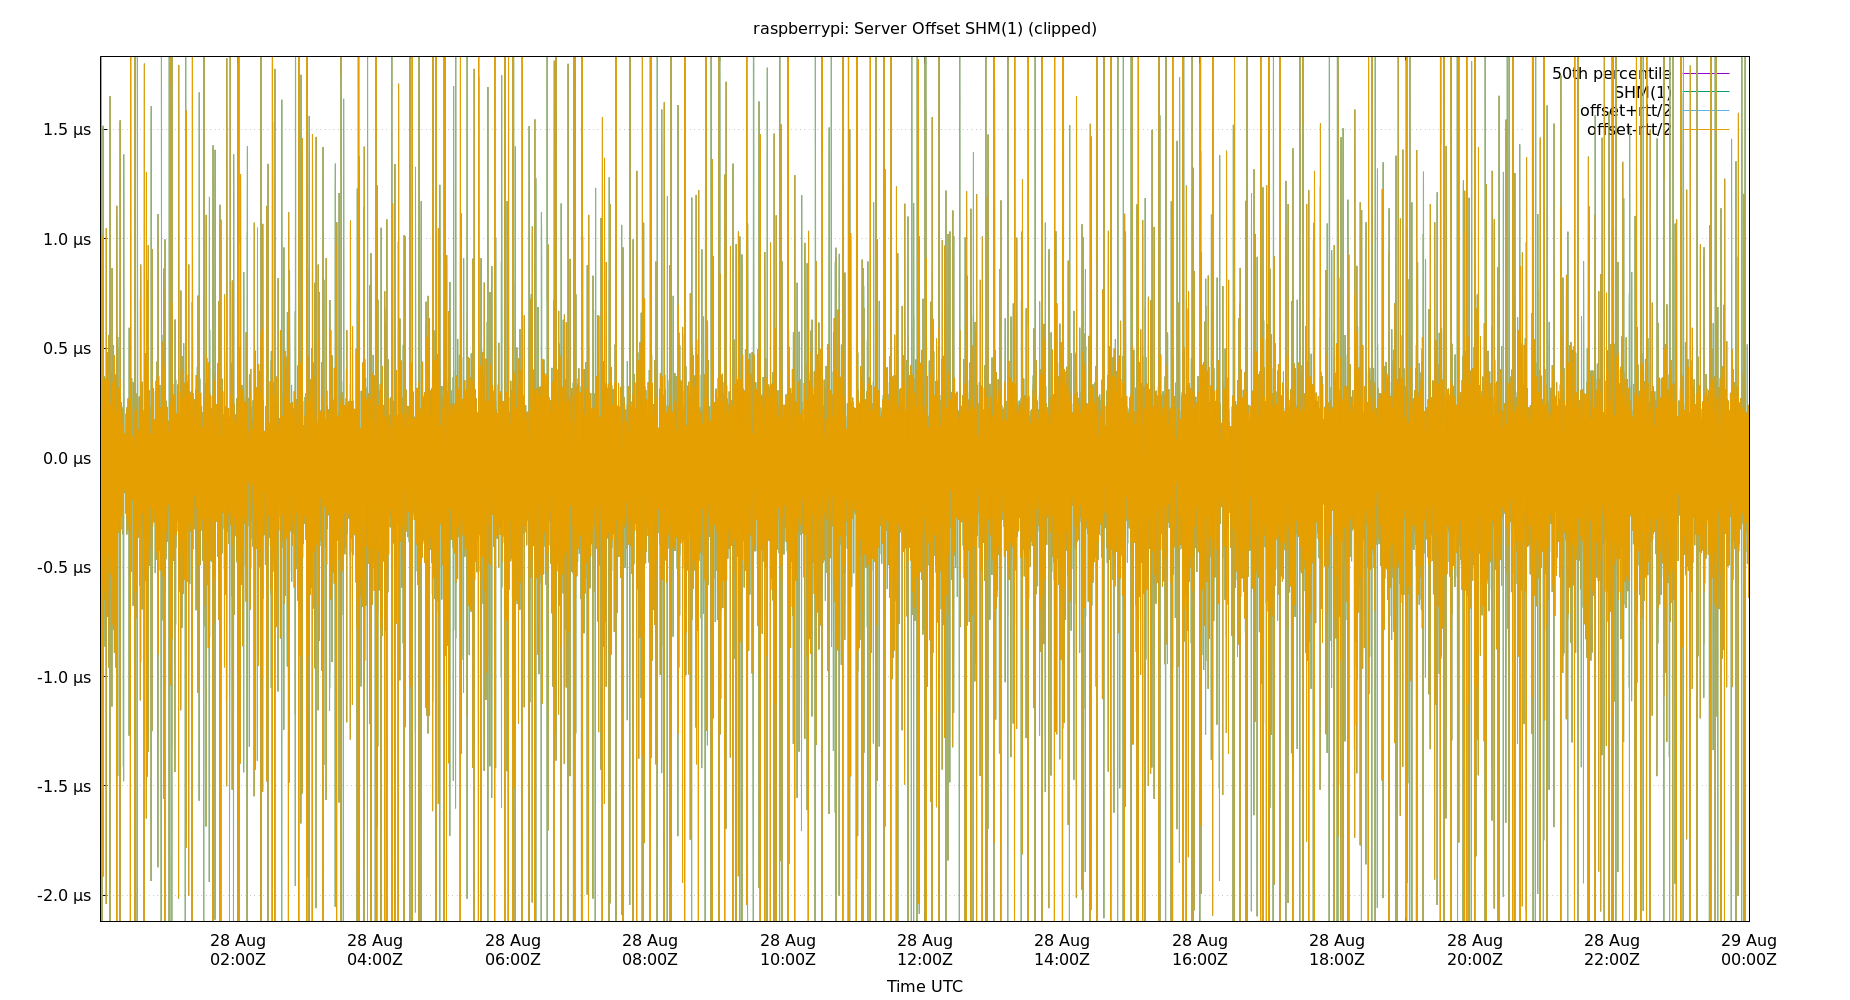 raspberrypi: Server Offset SHM(1) (clipped)
50th percentile
SHM(1)
offset+rtt/2
offset-rtt/2
1.5 µs
1.0 µs
0.5 µs
0.0 µs
-0.5 µs
-1.0 µs
-1.5 µs
-2.0 µs
28 Aug 28 Aug 28 Aug 28 Aug 28 Aug 28 Aug 28 Aug 28 Aug 28 Aug 28 Aug 28 Aug 29 Aug
02:00Z 04:00Z 06:00Z 08:00Z 10:00Z 12:00Z 14:00Z 16:00Z 18:00Z 20:00Z 22:00Z 00:00Z
Time UTC